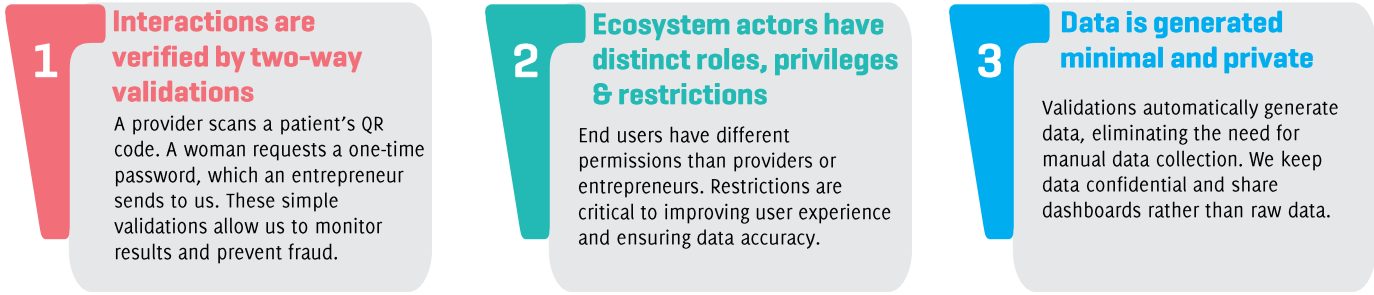 1
Interactions are
verified by two-way
validations
A provider scans a patient's QR
code. A woman requests a one-time
password, which an entrepreneur
sends to us. These simple
validations allow us to monitor
results and prevent fraud.
2
Ecosystem actors have
distinct roles, privileges
& restrictions
End users have different
permissions than providers or
entrepreneurs. Restrictions are
critical to improving user experience
and ensuring data accuracy.
3
Data is generated
minimal and private
Validations automatically generate
data, eliminating the need for
manual data collection. We keep
data confidential and share
dashboards rather than raw data.